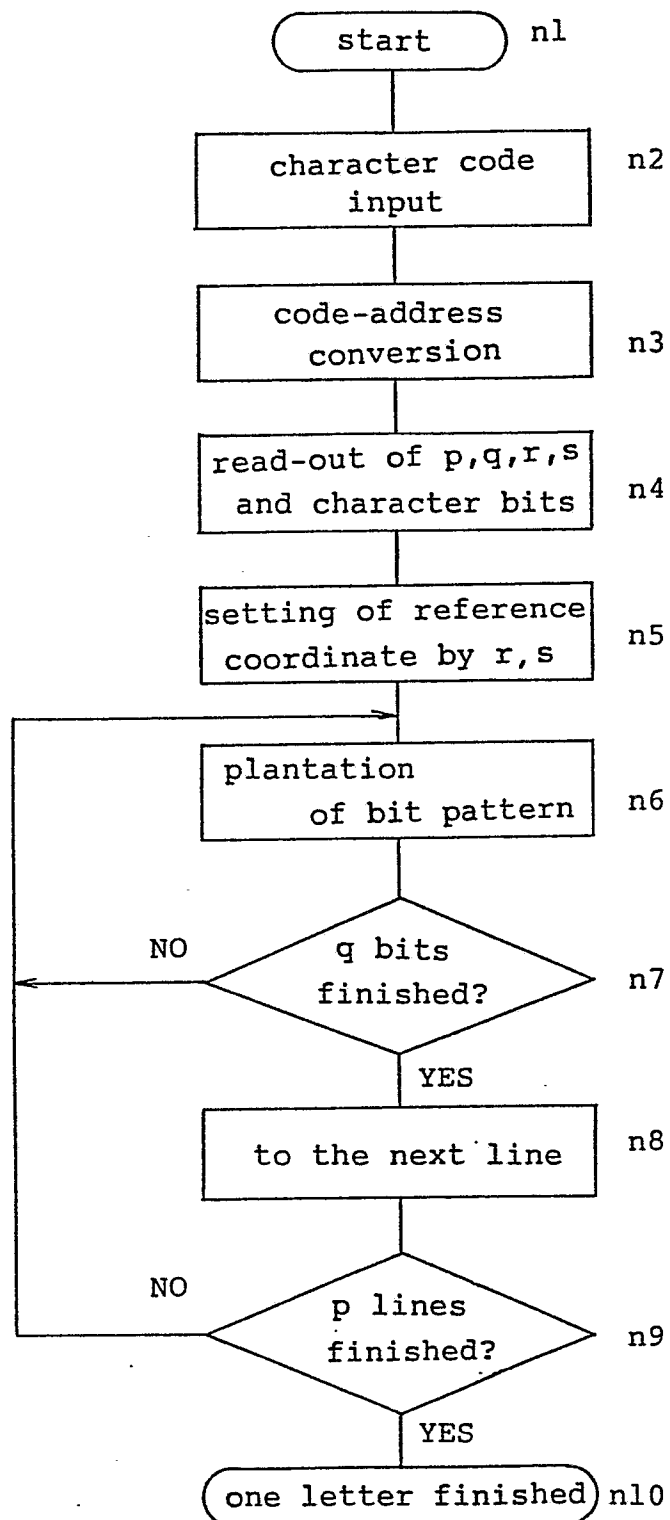 start n1
character code n2
input
code-address
conversion n3
read-out of p,q,r,s
and character bits n4
setting of reference
coordinate by r,s n5
plantation
of bit pattern n6
NO q bits
finished? n7
YES
to the next line n8
NO p lines
finished? n9
YES
one letter finished n10